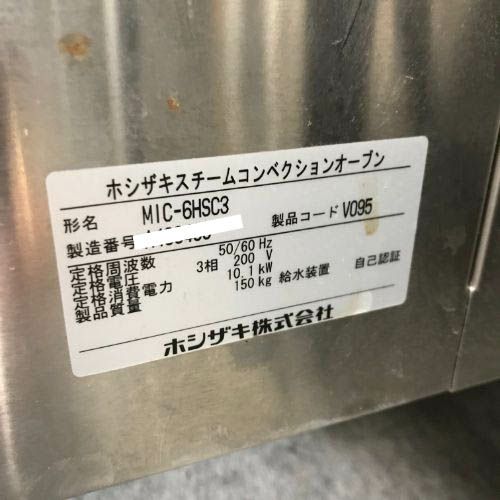 ホシザキスチームコンベクションオーブン
形名 MIC-6HSC3
製造番号 製品コード V095
定格周波数 50/60 Hz
定格電圧 3相 200 V
定格消費電力 10.1 kW
製品質量 150 kg 給水装置 自己認証
ホシザキ株式会社